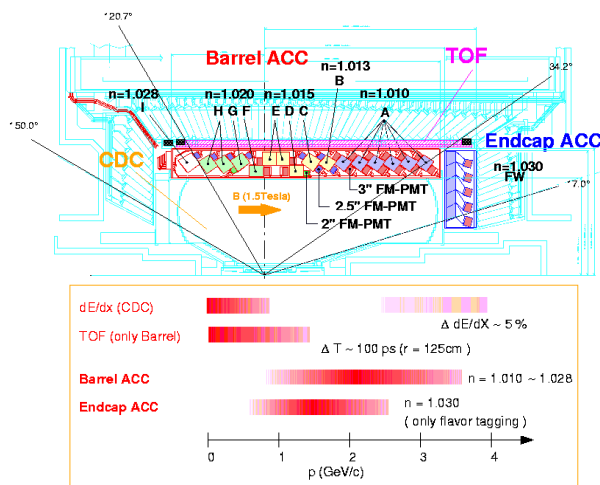 120.7°
Barrel ACC
n=1.013
B
TOF
34.2°
n=1.028
I
n=1.020
H G F
n=1.015
E D C
n=1.010
A
150.0°
CDC
Endcap ACC
n=1.030
FW
3" FM-PMT
2.5" FM-PMT
2" FM-PMT
B (1.5Tesla)
17.0°
dE/dx (CDC)
Δ dE/dX ~ 5 %
TOF (only Barrel)
Δ T ~ 100 ps (r = 125cm )
Barrel ACC
n = 1.010 ~ 1.028
Endcap ACC
n = 1.030
( only flavor tagging )
0 1 2 3 4
p (GeV/c)